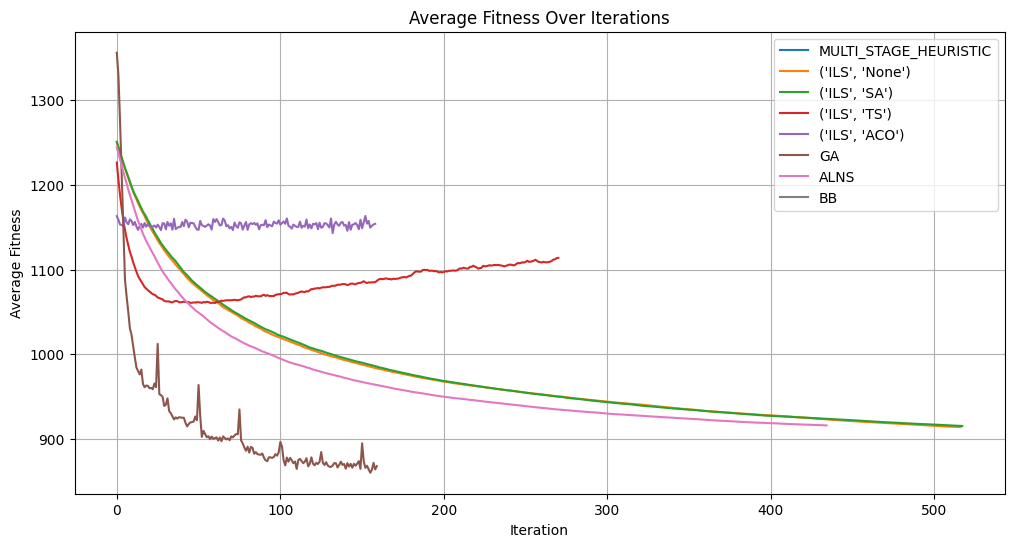 Average Fitness Over Iterations
MULTI_STAGE_HEURISTIC
('ILS', 'None')
('ILS', 'SA')
('ILS', 'TS')
('ILS', 'ACO')
GA
ALNS
BB
Average Fitness
1300
1200
1100
1000
900
0 100 200 300 400 500
Iteration